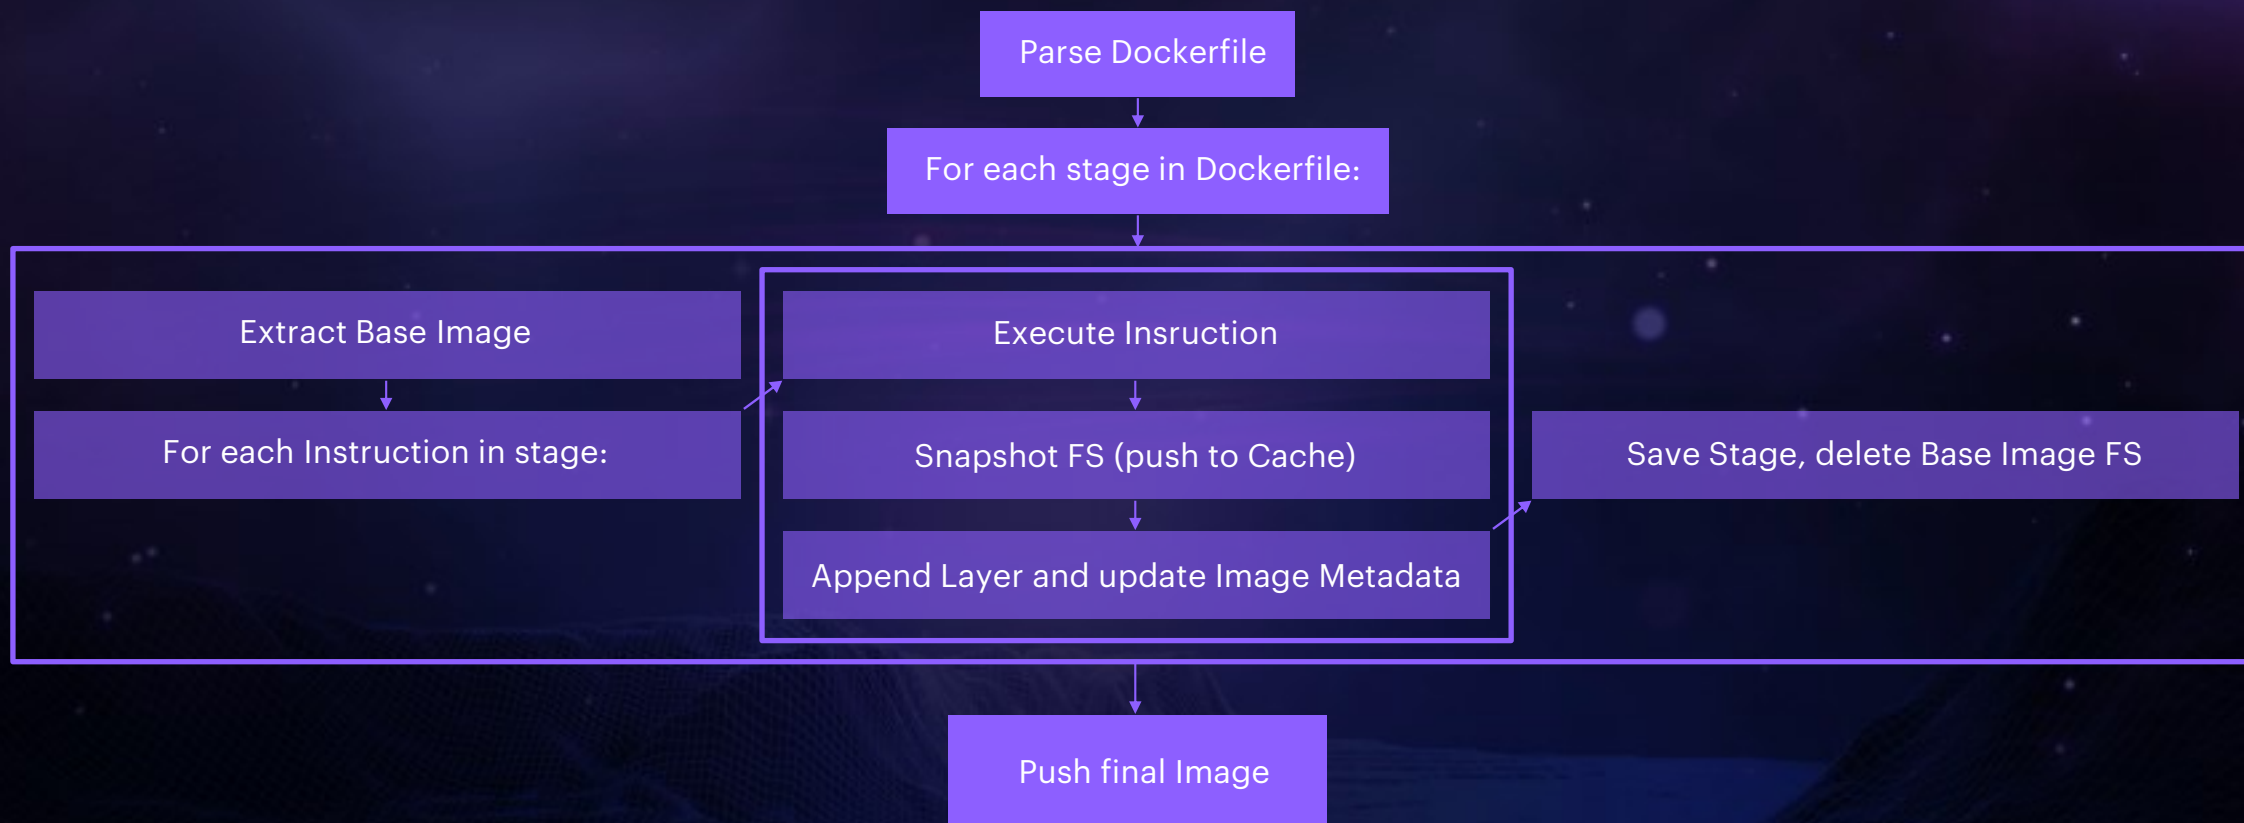 Parse Dockerfile
For each stage in Dockerfile:
Extract Base Image
For each Instruction in stage:
Execute Insruction
Snapshot FS (push to Cache)
Append Layer and update Image Metadata
Save Stage, delete Base Image FS
Push final Image